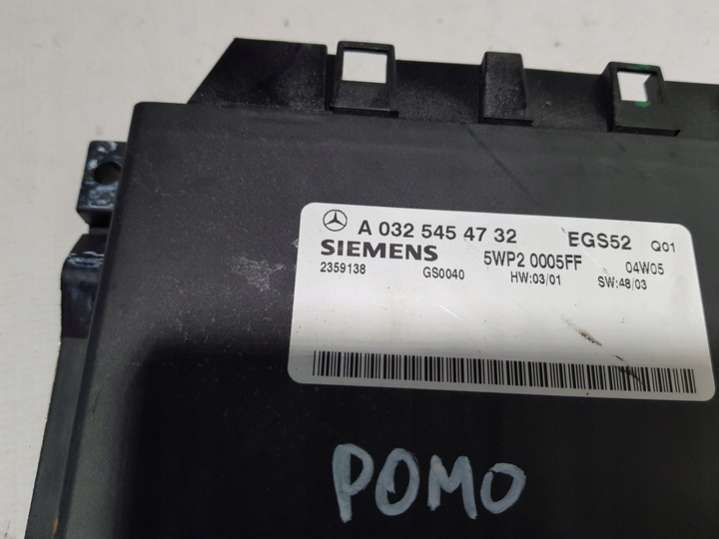 A 032 545 47 32 EGS52 Q01
SIEMENS 5WP2 0005FF 04W05
2359138 GS0040 HW:03/01 SW:48/03
POMO